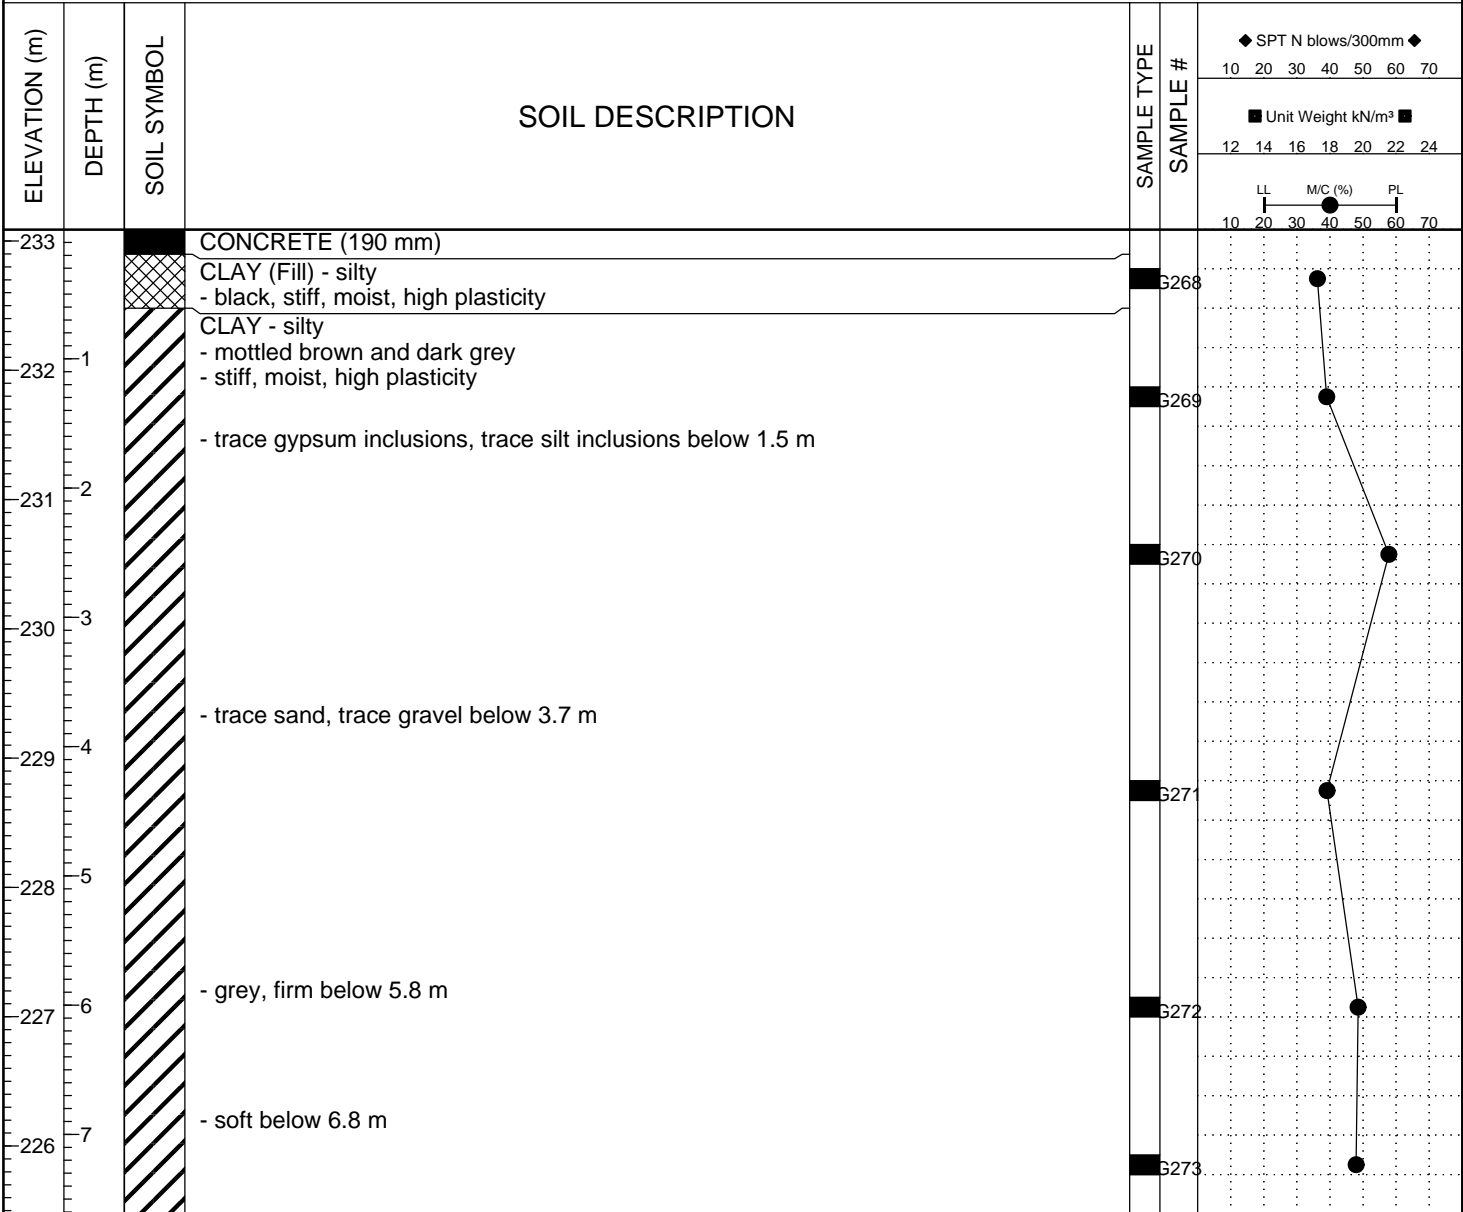 ELEVATION (m)
DEPTH (m)
SOIL SYMBOL
SOIL DESCRIPTION
SAMPLE TYPE
SAMPLE #
◆ SPT N blows/300mm ◆
10 20 30 40 50 60 70
■ Unit Weight kN/m³ ■
12 14 16 18 20 22 24
LL M/C (%) PL
10 20 30 40 50 60 70
233
CONCRETE (190 mm)
CLAY (Fill) - silty
G268
- black, stiff, moist, high plasticity
CLAY - silty
- mottled brown and dark grey
1
232
- stiff, moist, high plasticity
G269
- trace gypsum inclusions, trace silt inclusions below 1.5 m
2
231
G270
3
230
- trace sand, trace gravel below 3.7 m
4
229
G271
5
228
- grey, firm below 5.8 m
6
227
G272
- soft below 6.8 m
7
226
G273